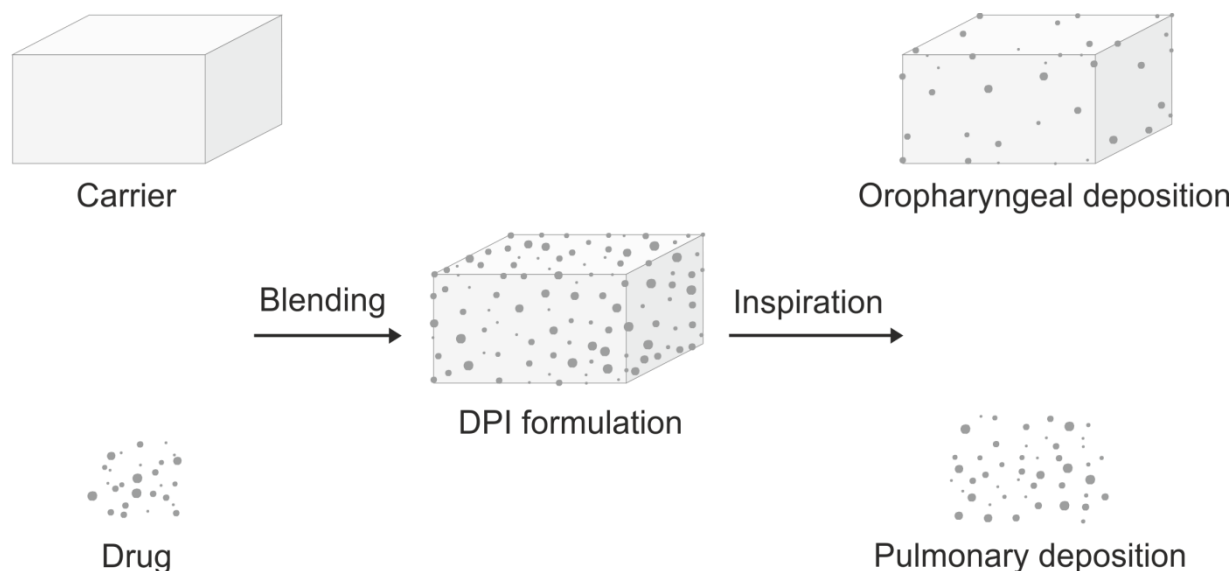 Carrier
Oropharyngeal deposition
Blending
Inspiration
DPI formulation
Drug
Pulmonary deposition